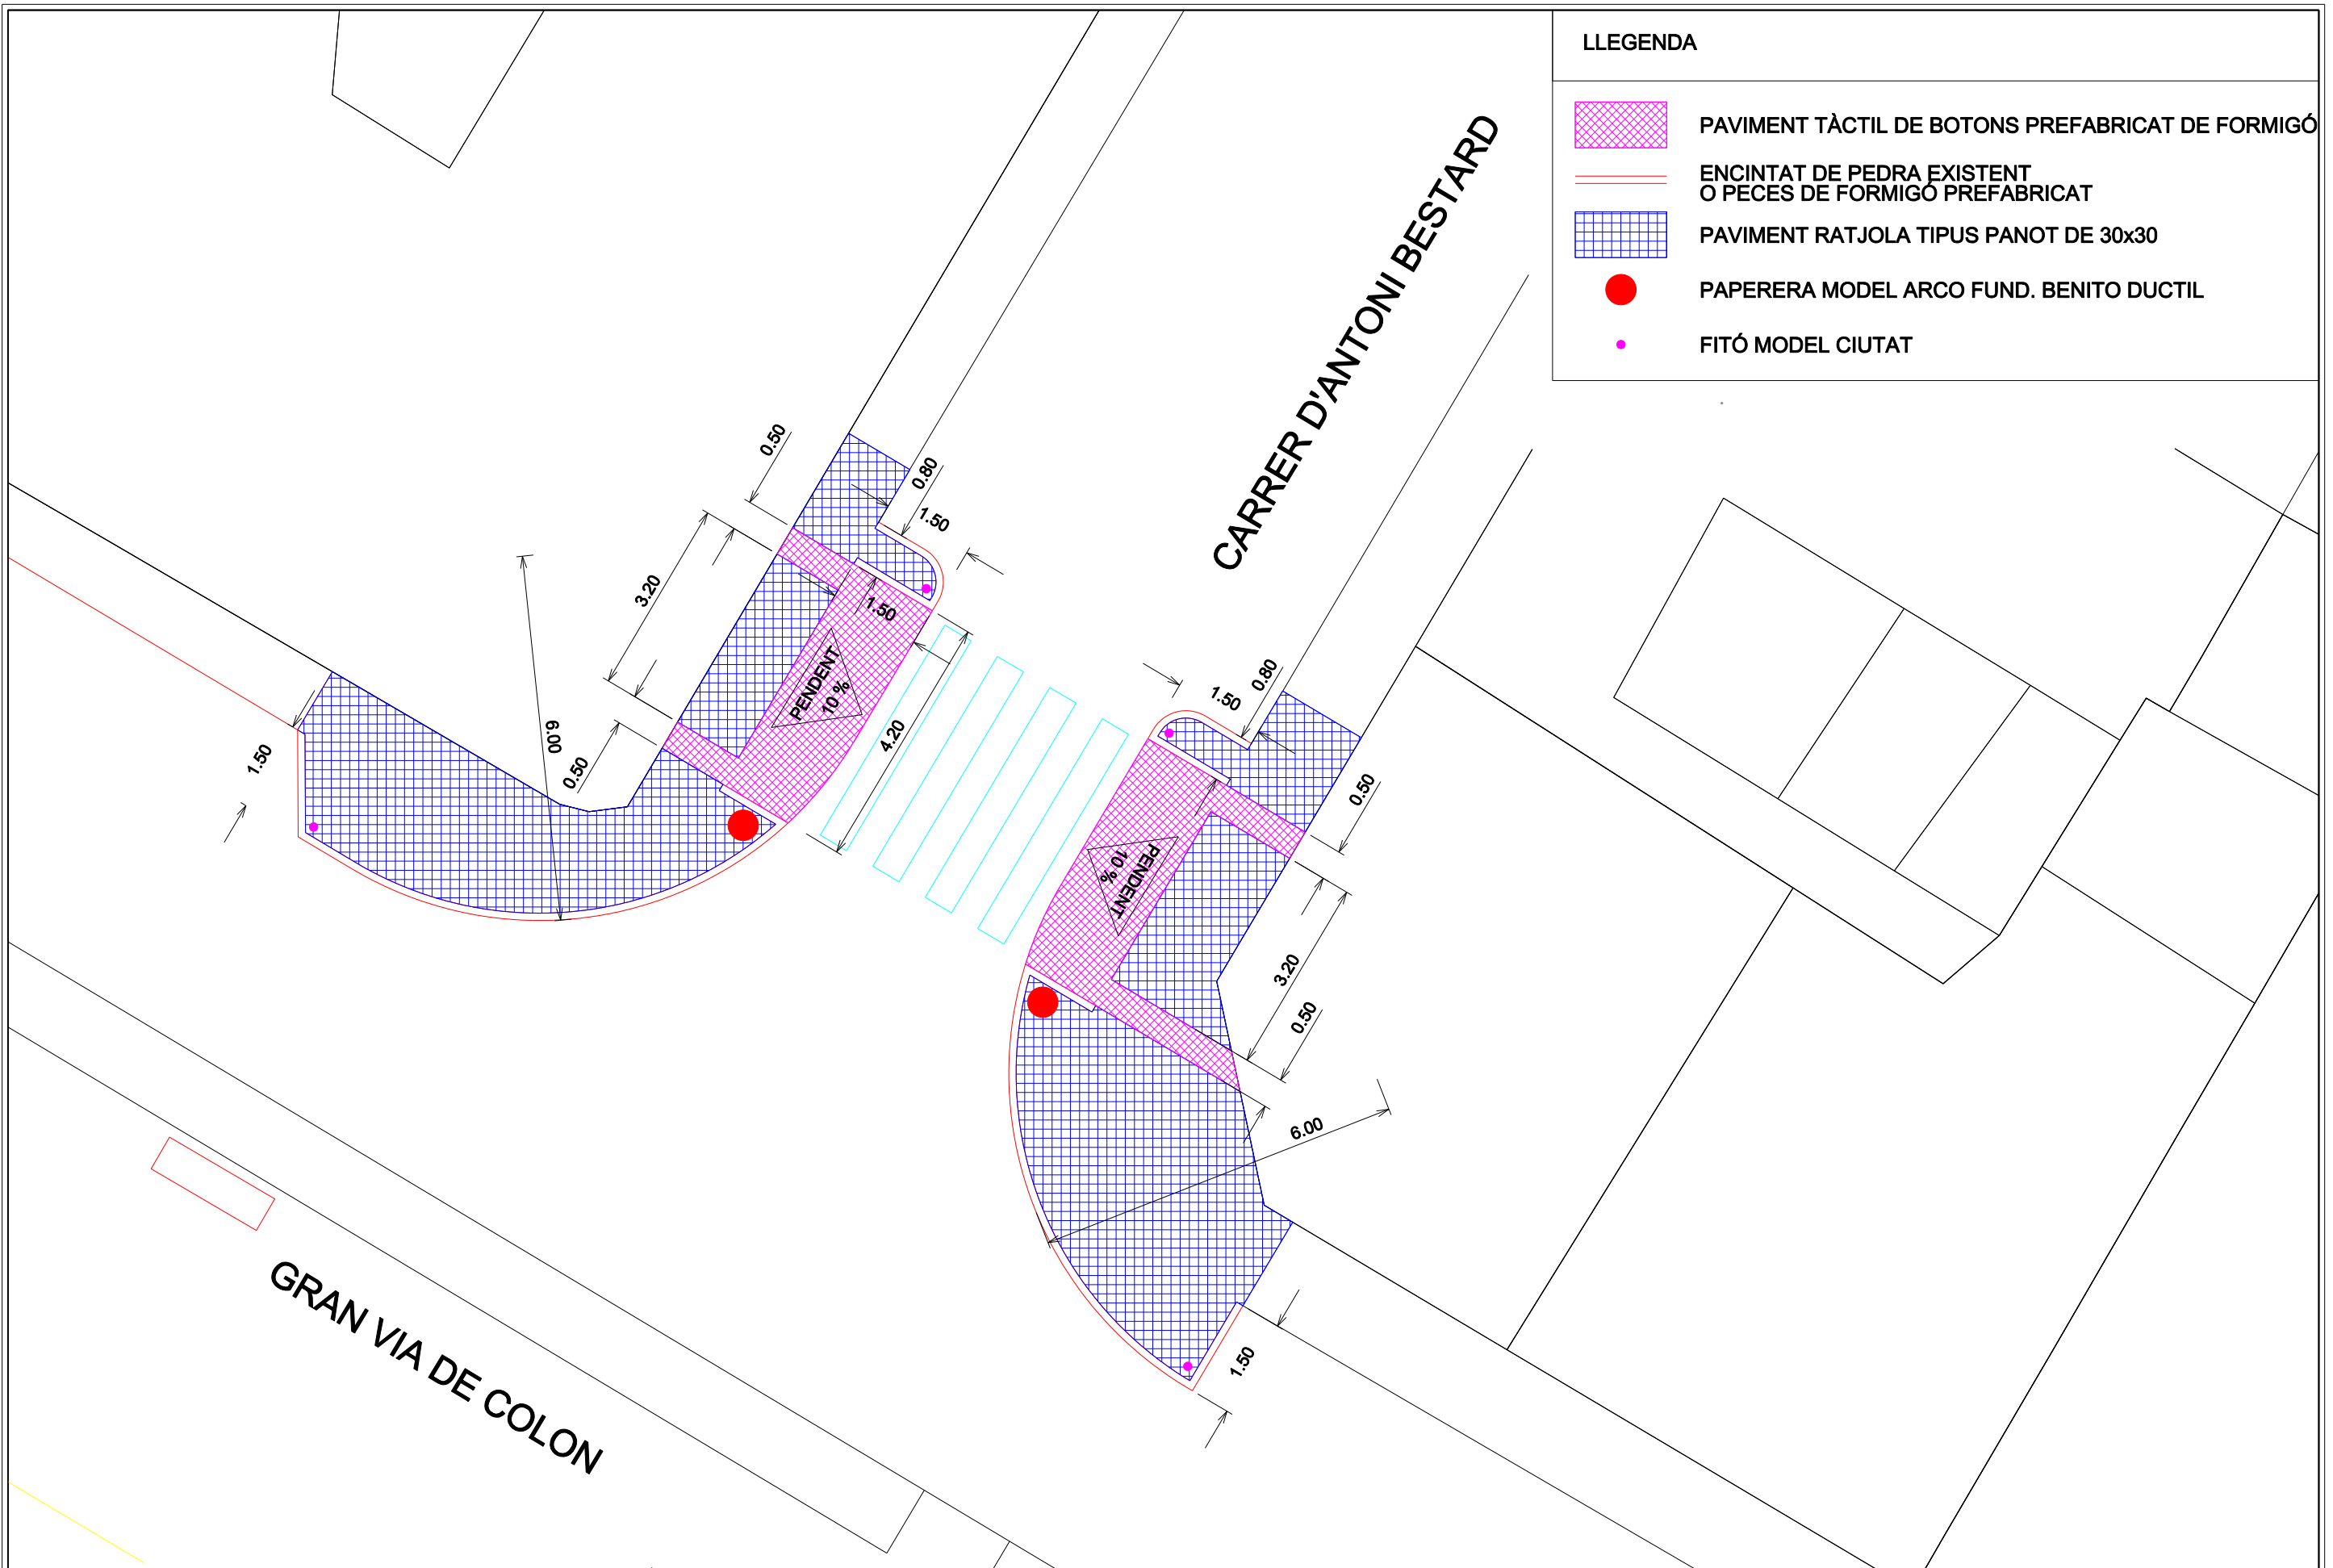 LLEGENDA
PAVIMENT TÀCTIL DE BOTONS PREFABRICAT DE FORMIGÓ
ENCINTAT DE PEDRA EXISTENT
O PECES DE FORMIGÓ PREFABRICAT
PAVIMENT RATJOLA TIPUS PANOT DE 30x30
PAPERERA MODEL ARCO FUND. BENITO DUCTIL
FITÓ MODEL CIUTAT
CARRER D'ANTONI BESTARD
0.50
0.80
1.50
3.20
1.50
PENDENT
10 %
6.00
4.20
0.50
1.50
1.50
0.80
0.50
PENDENT
10 %
3.20
0.50
6.00
1.50
GRAN VIA DE COLON